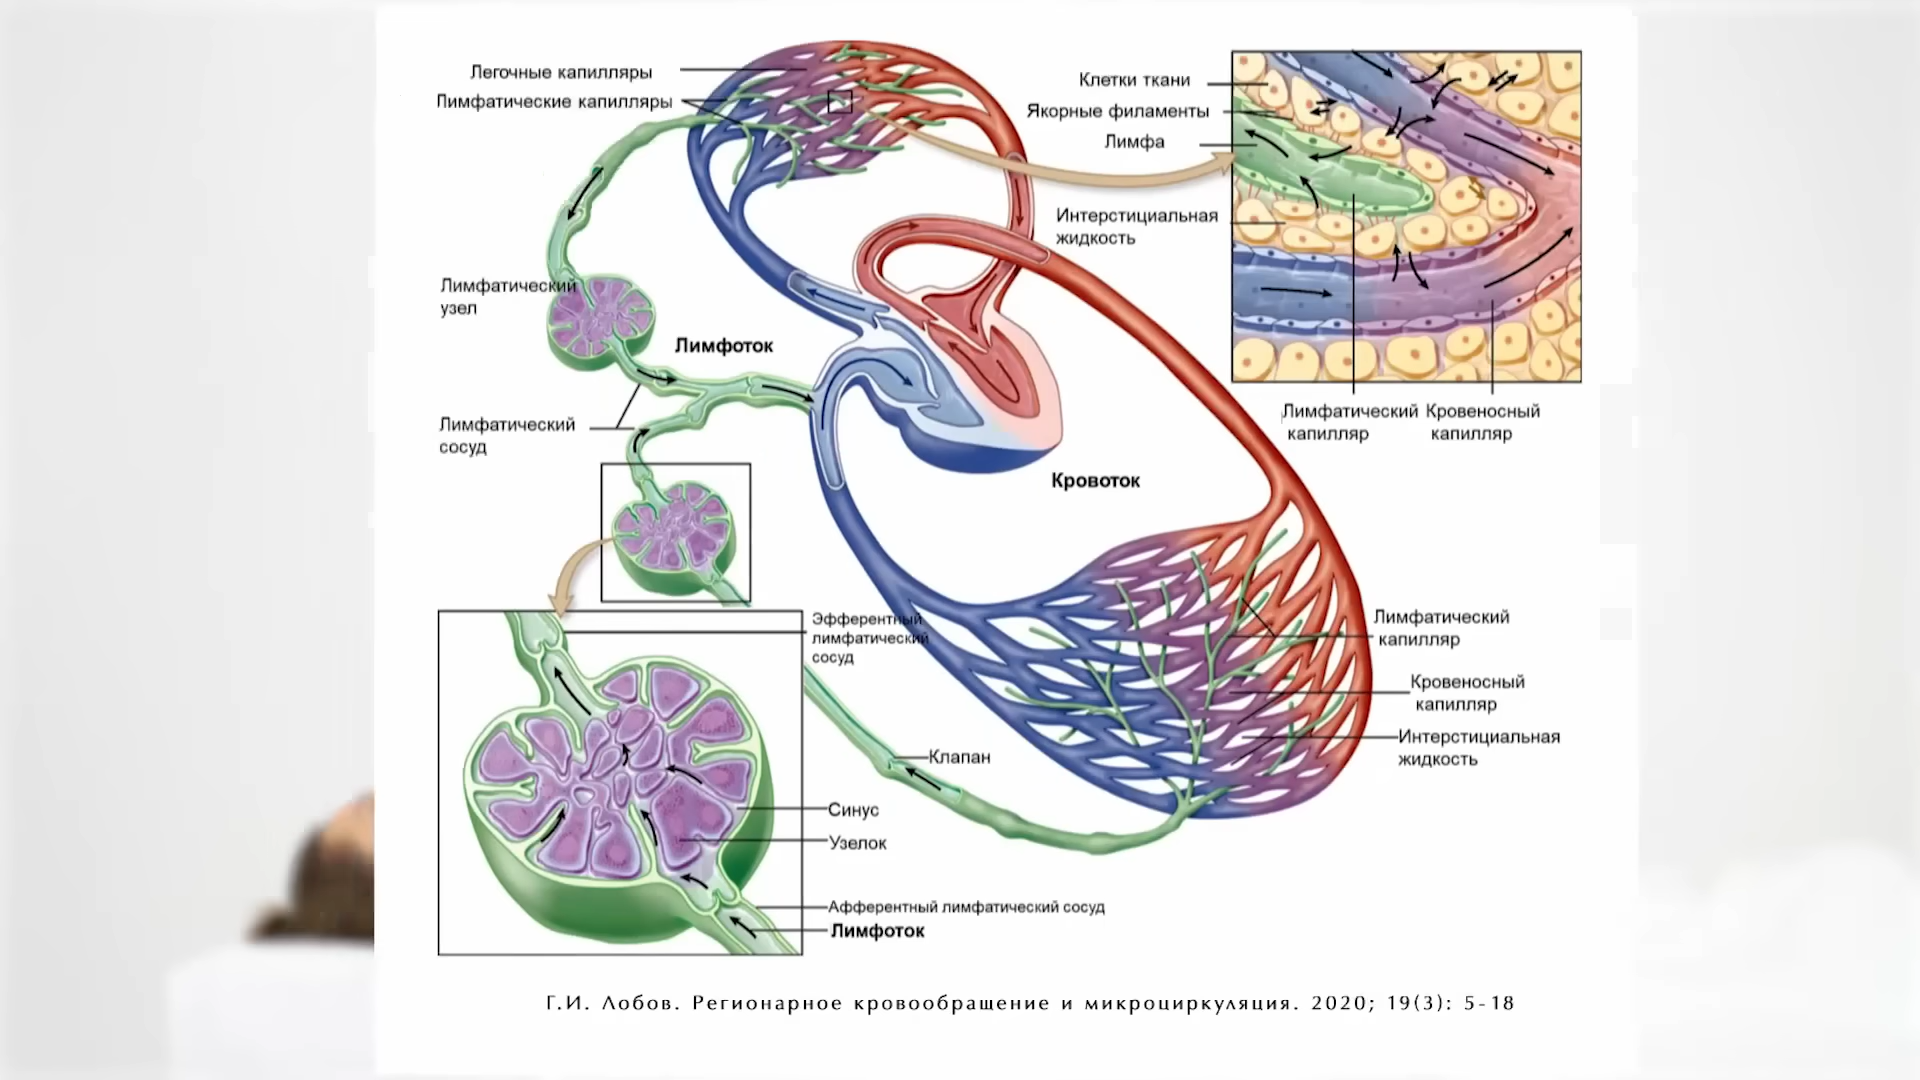 Легочные капилляры
Лимфатические капилляры
Клетки ткани
Якорные филаменты
Лимфа
Интерстициальная
жидкость
Лимфатический
капилляр
Кровеносный
капилляр
Лимфатический
узел
Лимфоток
Лимфатический
сосуд
Кровоток
Эфферентный
лимфатический
сосуд
Лимфатический
капилляр
Кровеносный
капилляр
Интерстициальная
жидкость
Клапан
Синус
Узелок
Афферентный лимфатический сосуд
Лимфоток
Г.И. Лобов. Регионарное кровообращение и микроциркуляция. 2020; 19(3): 5-18